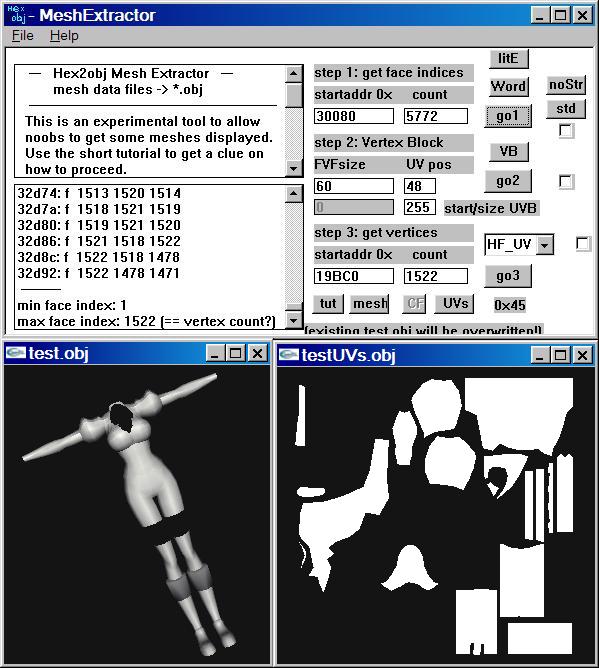 Hex obj- MeshExtractor
File Help
— Hex2obj Mesh Extractor —
mesh data files -> *.obj
This is an experimental tool to allow
noobs to get some meshes displayed.
Use the short tutorial to get a clue on
how to proceed.
32d74: f 1513 1520 1514
32d7a: f 1518 1521 1519
32d80: f 1519 1521 1520
32d86: f 1521 1518 1522
32d8c: f 1522 1518 1478
32d92: f 1522 1478 1471
min face index: 1
max face index: 1522 (== vertex count?)
step 1: get face indices
startaddr 0x count
30080 5772
step 2: Vertex Block
FVFsize UV pos
60 48
0 255 start/size UVB
step 3: get vertices
startaddr 0x count
19BC0 1522
tut mesh CF UVs
(existing test.obj will be overwritten!)
litE
Word
go1
noStr
std
VB
go2
HF_UV
go3
0x45
test.obj
testUVs.obj